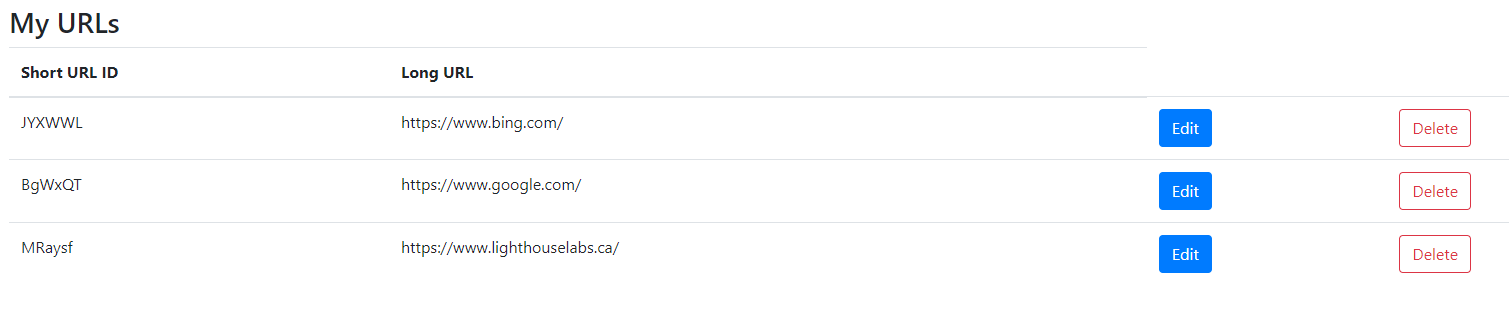 My URLs
Short URL ID Long URL
JYXWWL https://www.bing.com/ Edit Delete
BgWxQT https://www.google.com/ Edit Delete
MRaysf https://www.lighthouselabs.ca/ Edit Delete